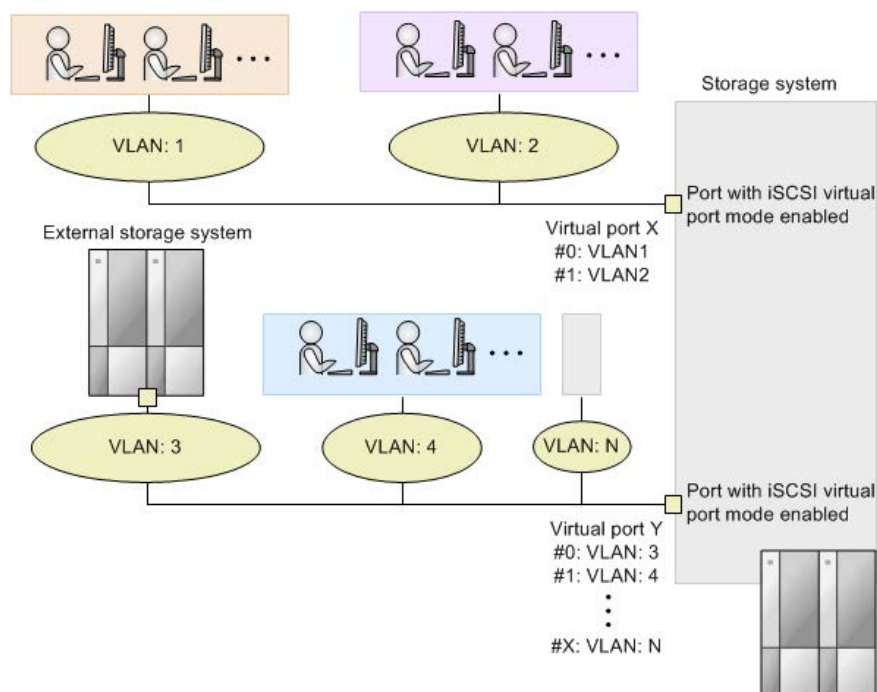 Storage system
VLAN: 1
VLAN: 2
Port with iSCSI virtual
port mode enabled
Virtual port X
#0: VLAN1
#1: VLAN2
External storage system
VLAN: 3
VLAN: 4
VLAN: N
Port with iSCSI virtual
port mode enabled
Virtual port Y
#0: VLAN: 3
#1: VLAN: 4
#X: VLAN: N